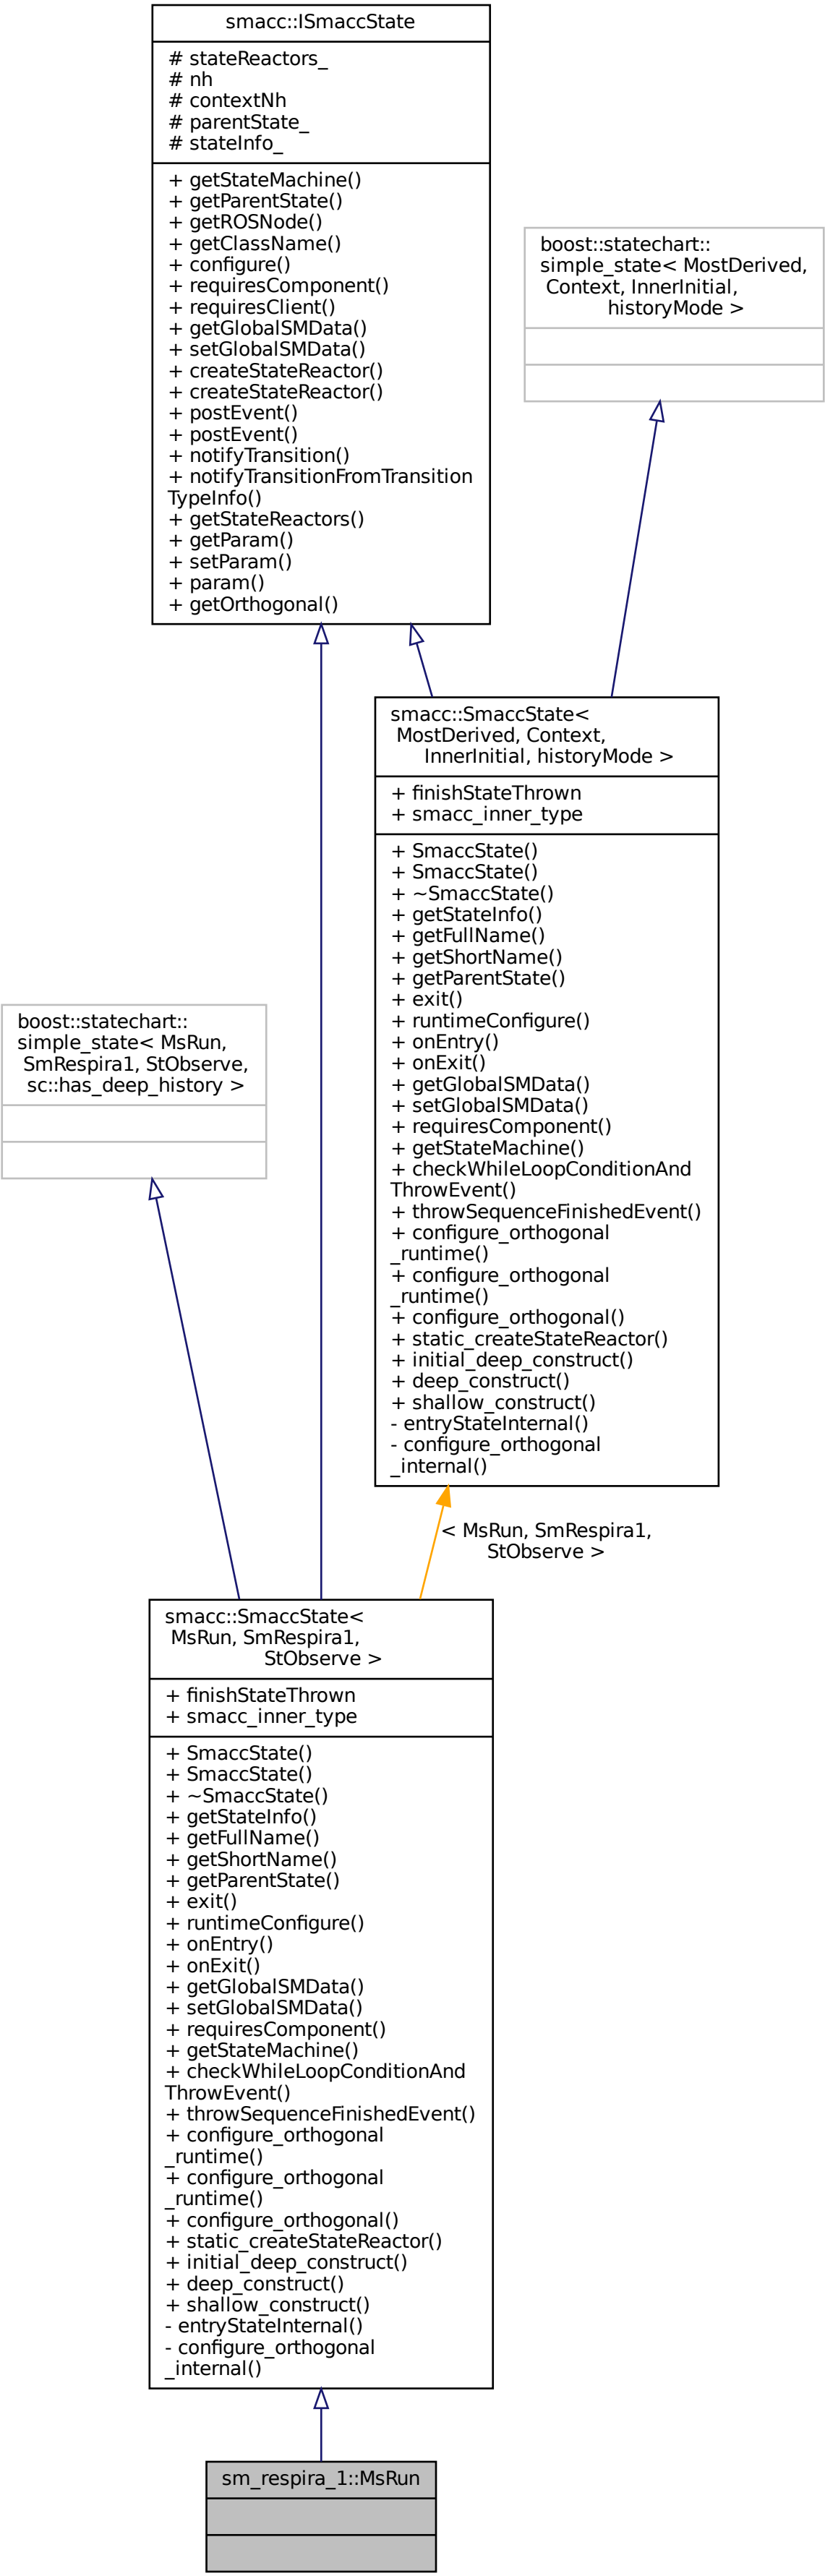 smacc::ISmaccState
# stateReactors_
# nh
# contextNh
# parentState_
# stateInfo_
+ getStateMachine()
+ getParentState()
+ getROSNode()
+ getClassName()
+ configure()
+ requiresComponent()
+ requiresClient()
+ getGlobalSMData()
+ setGlobalSMData()
+ createStateReactor()
+ createStateReactor()
+ postEvent()
+ postEvent()
+ notifyTransition()
+ notifyTransitionFromTransition
TypeInfo()
+ getStateReactors()
+ getParam()
+ setParam()
+ param()
+ getOrthogonal()
boost::statechart::
simple_state< MostDerived,
Context, InnerInitial,
historyMode >
smacc::SmaccState<
MostDerived, Context,
InnerInitial, historyMode >
+ finishStateThrown
+ smacc_inner_type
+ SmaccState()
+ SmaccState()
+ ~SmaccState()
+ getStateInfo()
+ getFullName()
+ getShortName()
+ getParentState()
+ exit()
+ runtimeConfigure()
+ onEntry()
+ onExit()
+ getGlobalSMData()
+ setGlobalSMData()
+ requiresComponent()
+ getStateMachine()
+ checkWhileLoopConditionAnd
ThrowEvent()
+ throwSequenceFinishedEvent()
+ configure_orthogonal
_runtime()
+ configure_orthogonal
_runtime()
+ configure_orthogonal()
+ static_createStateReactor()
+ initial_deep_construct()
+ deep_construct()
+ shallow_construct()
- entryStateInternal()
- configure_orthogonal
_internal()
boost::statechart::
simple_state< MsRun,
SmRespira1, StObserve,
sc::has_deep_history >
< MsRun, SmRespira1,
StObserve >
smacc::SmaccState<
MsRun, SmRespira1,
StObserve >
+ finishStateThrown
+ smacc_inner_type
+ SmaccState()
+ SmaccState()
+ ~SmaccState()
+ getStateInfo()
+ getFullName()
+ getShortName()
+ getParentState()
+ exit()
+ runtimeConfigure()
+ onEntry()
+ onExit()
+ getGlobalSMData()
+ setGlobalSMData()
+ requiresComponent()
+ getStateMachine()
+ checkWhileLoopConditionAnd
ThrowEvent()
+ throwSequenceFinishedEvent()
+ configure_orthogonal
_runtime()
+ configure_orthogonal
_runtime()
+ configure_orthogonal()
+ static_createStateReactor()
+ initial_deep_construct()
+ deep_construct()
+ shallow_construct()
- entryStateInternal()
- configure_orthogonal
_internal()
sm_respira_1::MsRun